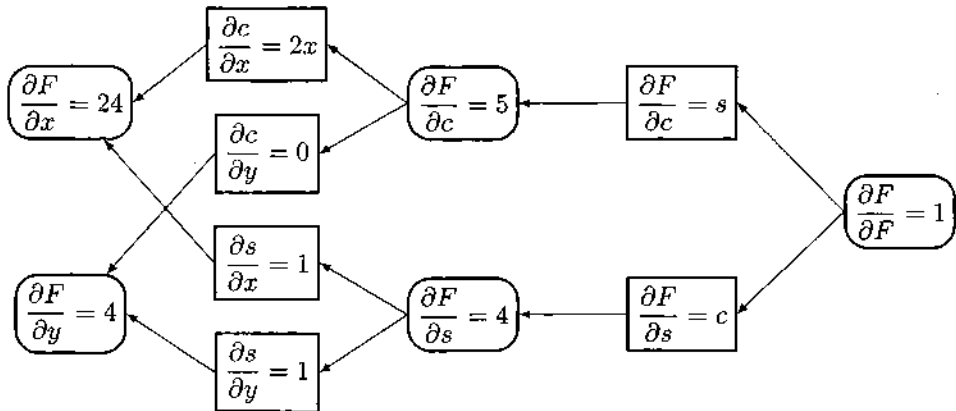 ∂c/∂x = 2x
∂F/∂x = 24
∂F/∂c = 5
∂F/∂c = s
∂c/∂y = 0
∂F/∂F = 1
∂s/∂x = 1
∂F/∂y = 4
∂F/∂s = 4
∂F/∂s = c
∂s/∂y = 1